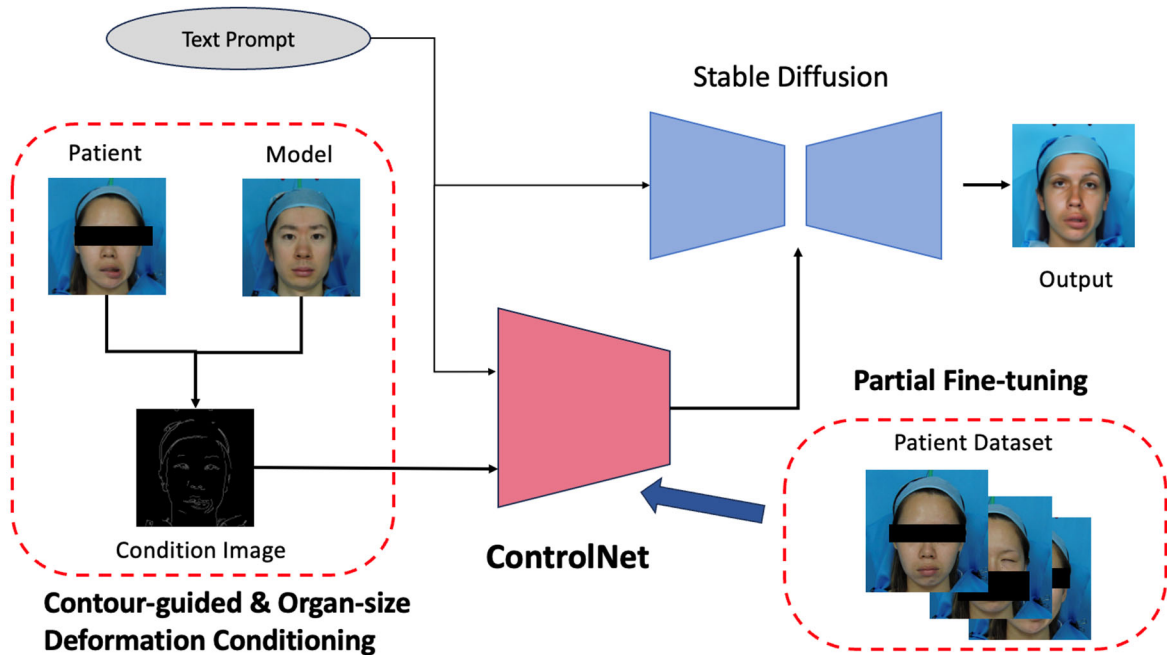 Text Prompt
Stable Diffusion
Patient
Model
Output
Partial Fine-tuning
Patient Dataset
Condition Image
ControlNet
Contour-guided & Organ-size
Deformation Conditioning